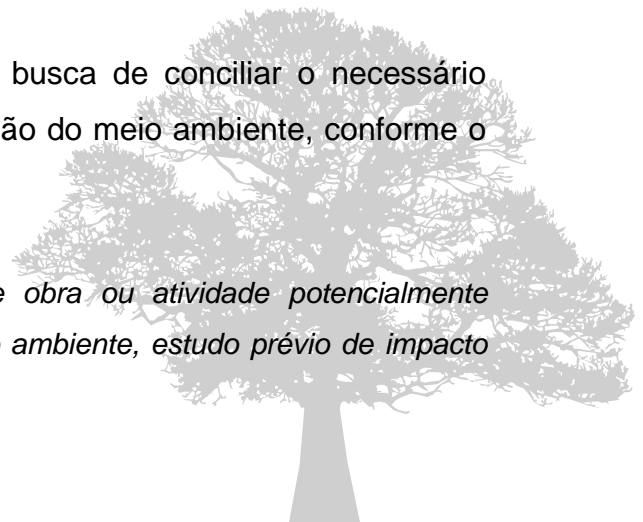 busca de conciliar o necessário
ão do meio ambiente, conforme o
e obra ou atividade potencialmente
ambiente, estudo prévio de impacto